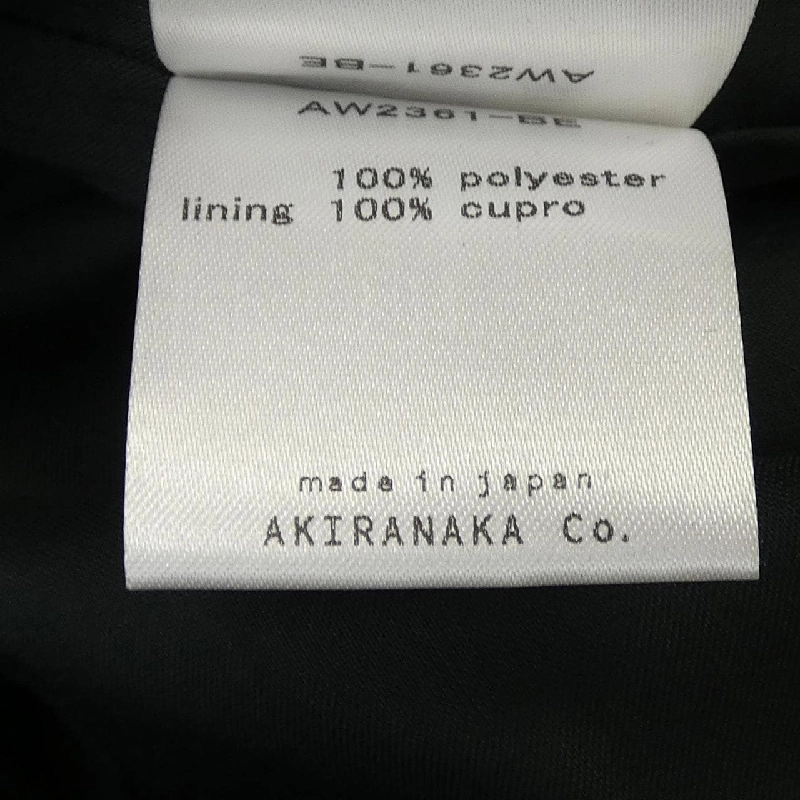 AW2361-BE
AW2361-BE
100% polyester
lining 100% cupro
made in japan
AKIRANAKA Co.